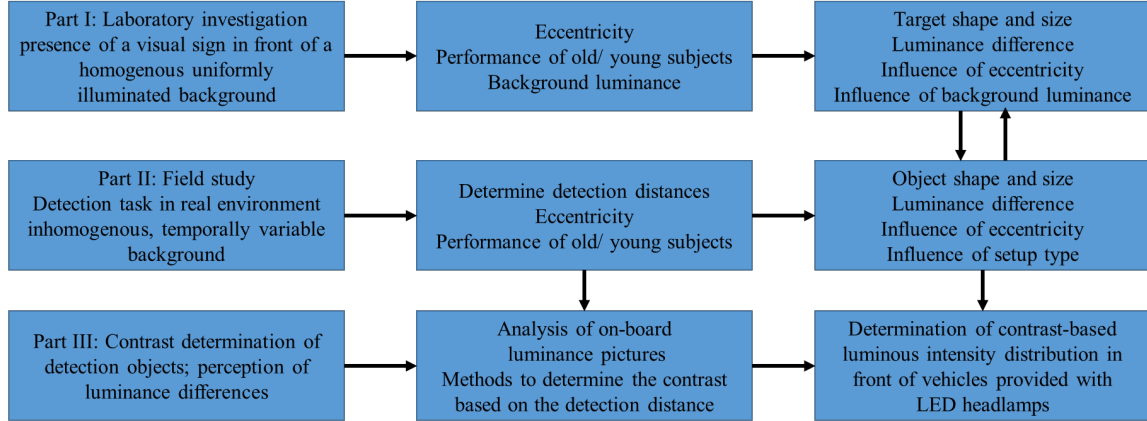 Part I: Laboratory investigation
presence of a visual sign in front of a
homogenous uniformly
illuminated background
Eccentricity
Performance of old/ young subjects
Background luminance
Target shape and size
Luminance difference
Influence of eccentricity
Influence of background luminance
Part II: Field study
Detection task in real environment
inhomogenous, temporally variable
background
Determine detection distances
Eccentricity
Performance of old/ young subjects
Object shape and size
Luminance difference
Influence of eccentricity
Influence of setup type
Part III: Contrast determination of
detection objects; perception of
luminance differences
Analysis of on-board
luminance pictures
Methods to determine the contrast
based on the detection distance
Determination of contrast-based
luminous intensity distribution in
front of vehicles provided with
LED headlamps